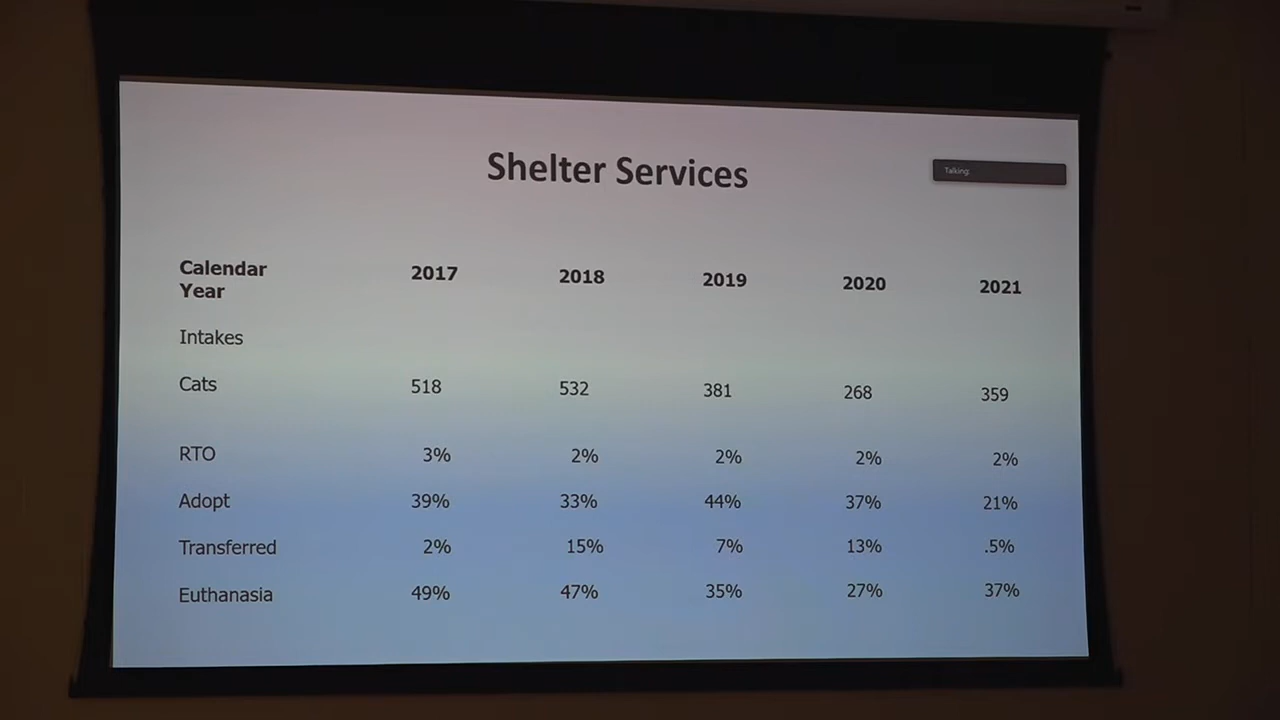 Shelter Services
Talking:
Calendar Year 2017 2018 2019 2020 2021
Intakes
Cats 518 532 381 268 359
RTO 3% 2% 2% 2% 2%
Adopt 39% 33% 44% 37% 21%
Transferred 2% 15% 7% 13% .5%
Euthanasia 49% 47% 35% 27% 37%